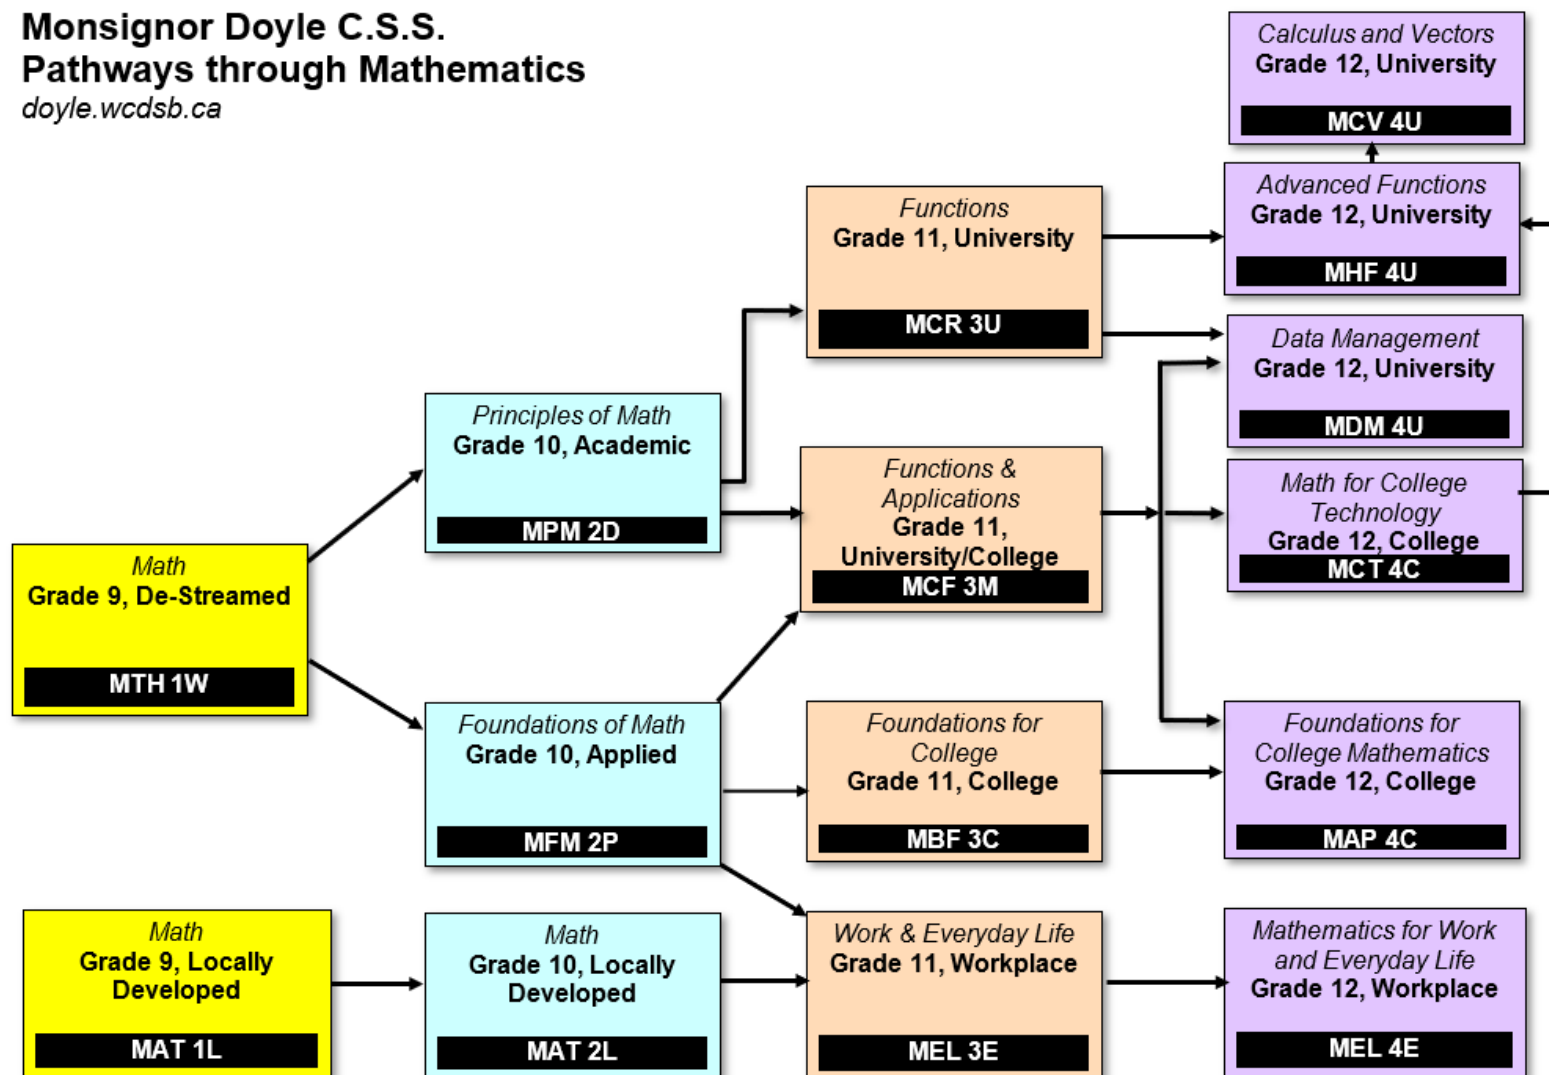 Monsignor Doyle C.S.S.
Pathways through Mathematics
doyle.wcdsb.ca
Math
Grade 9, De-Streamed
MTH 1W
Math
Grade 9, Locally
Developed
MAT 1L
Principles of Math
Grade 10, Academic
MPM 2D
Foundations of Math
Grade 10, Applied
MFM 2P
Math
Grade 10, Locally
Developed
MAT 2L
Functions
Grade 11, University
MCR 3U
Functions &
Applications
Grade 11,
University/College
MCF 3M
Foundations for
College
Grade 11, College
MBF 3C
Work & Everyday Life
Grade 11, Workplace
MEL 3E
Calculus and Vectors
Grade 12, University
MCV 4U
Advanced Functions
Grade 12, University
MHF 4U
Data Management
Grade 12, University
MDM 4U
Math for College
Technology
Grade 12, College
MCT 4C
Foundations for
College Mathematics
Grade 12, College
MAP 4C
Mathematics for Work
and Everyday Life
Grade 12, Workplace
MEL 4E